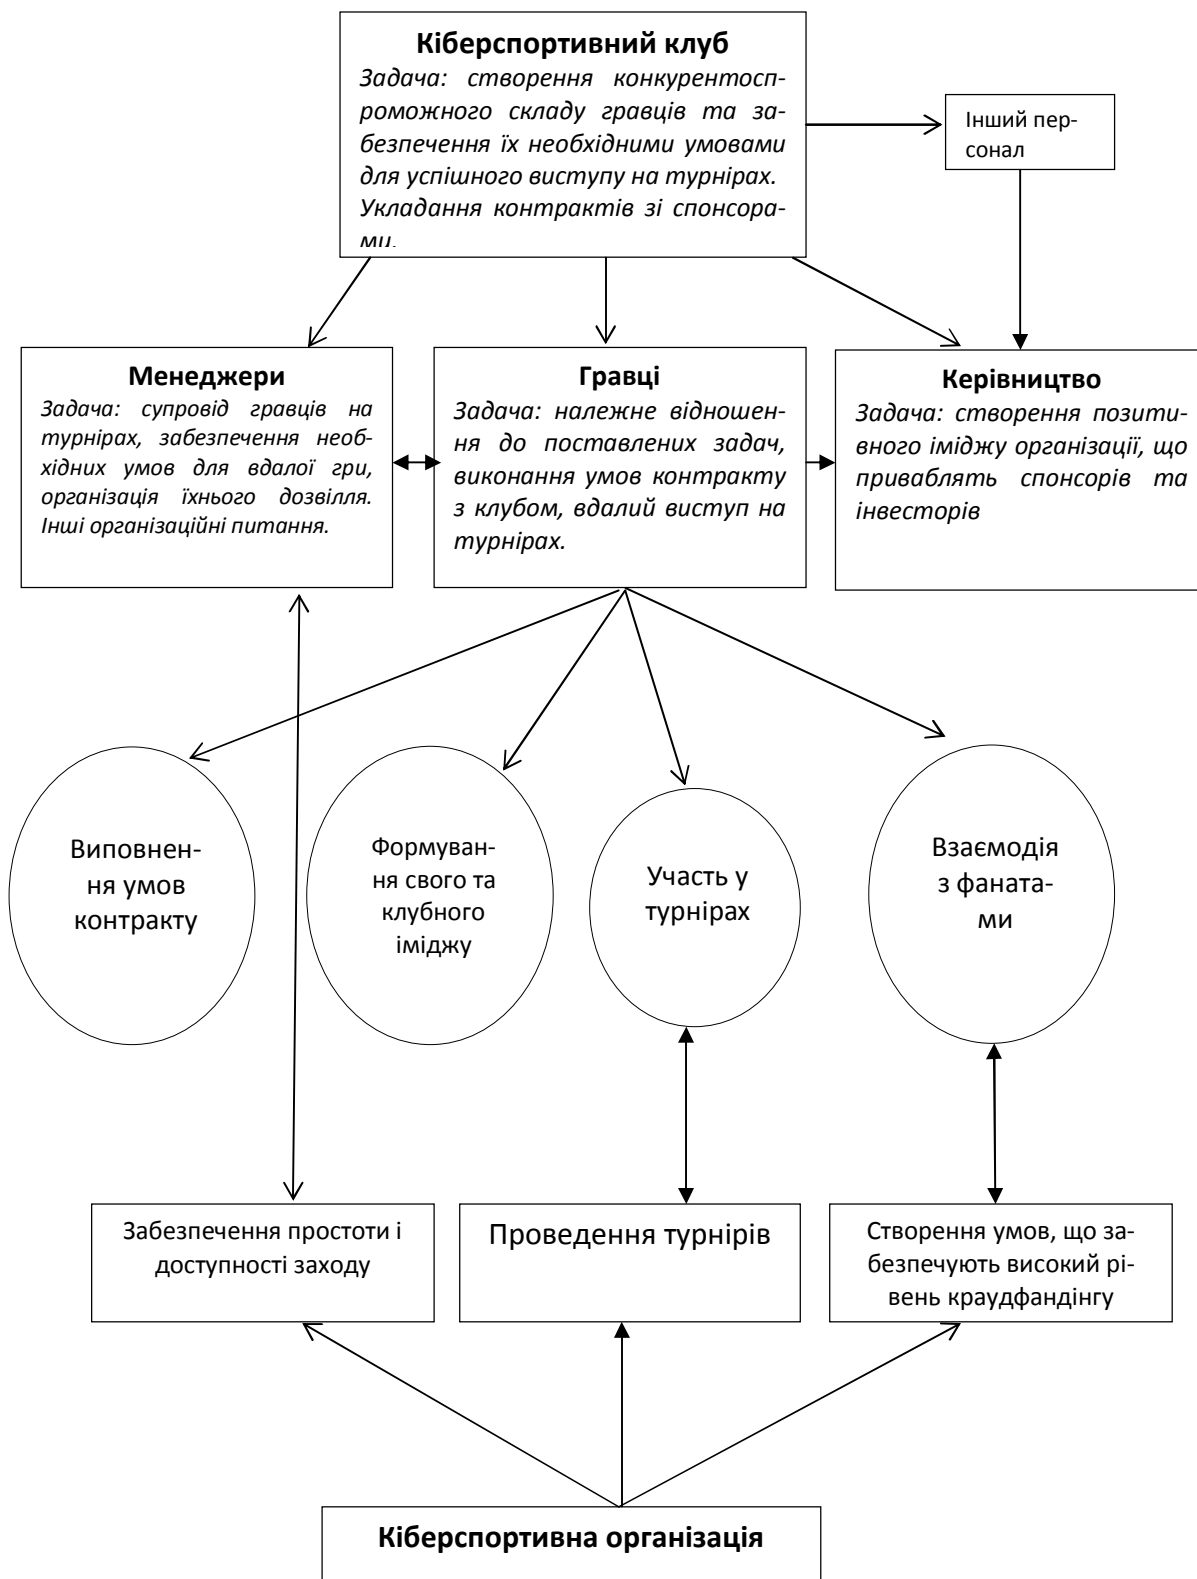 Кіберспортивний клуб
Задача: створення конкурентосп-
роможного складу гравців та за-
безпечення їх необхідними умовами
для успішного виступу на турнірах.
Укладання контрактів зі спонсора-
ми.
Інший пер-
сонал
Менеджери
Задача: супровід гравців на
турнірах, забезпечення необ-
хідних умов для вдалої гри,
організація їхнього дозвілля.
Інші організаційні питання.
Гравці
Задача: належне відношен-
ня до поставлених задач,
виконання умов контракту
з клубом, вдалий виступ на
турнірах.
Керівництво
Задача: створення позити-
вного іміджу організації, що
приваблять спонсорів та
інвесторів
Виповнен-
ня умов
контракту
Формуван-
ня свого та
клубного
іміджу
Участь у
турнірах
Взаємодія
з фаната-
ми
Забезпечення простоти і
доступності заходу
Проведення турнірів
Створення умов, що за-
безпечують високий рі-
вень краудфандінгу
Кіберспортивна організація